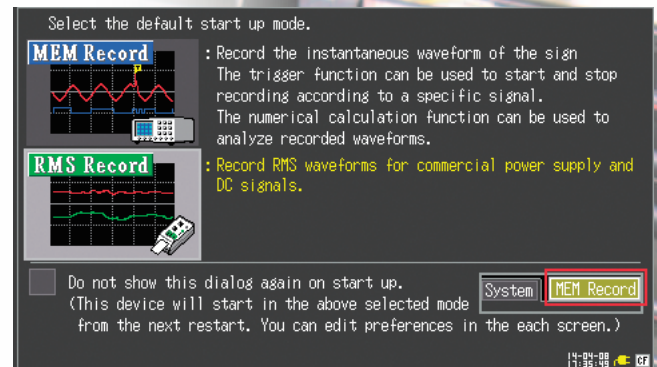 Select the default start up mode.
MEM Record
: Record the instantaneous waveform of the sign
The trigger function can be used to start and stop
recording according to a specific signal.
The numerical calculation function can be used to
analyze recorded waveforms.
RMS Record
: Record RMS waveforms for commercial power supply and
DC signals.
Do not show this dialog again on start up.
(This device will start in the above selected mode
from the next restart. You can edit preferences in the each screen.)
System MEM Record
14-04-08
17:35:49 CF